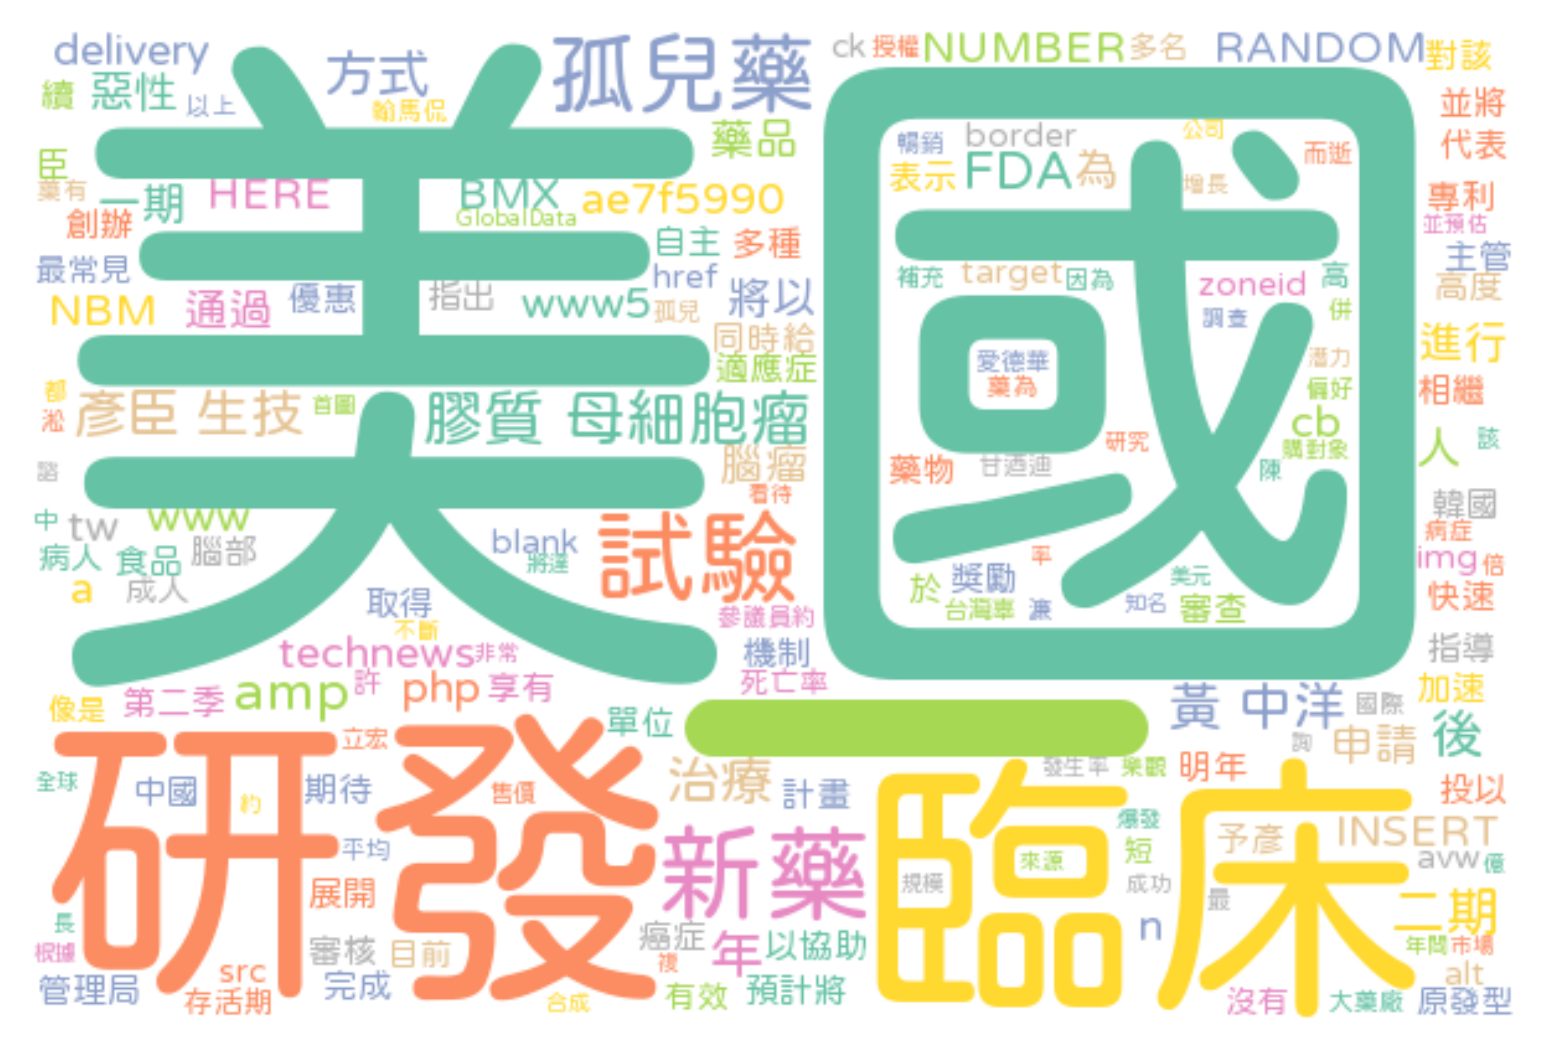 delivery
方式
孤兒藥
ck
授權
NUMBER
多名
RANDOM
對該
續
惡性
以上
翰馬侃
藥品
暢銷
border
公司
而逝
並將
代表
臣
藥有
一期
HERE
BMX
ae7f5990
GlobalData
表示
FDA
為
增長
專利
並預估
創辦
美國
自主
多種
主管
最常見
href
補充
target
因為
zoneid
高
高度
NBM
通過
優惠
指出
www5
孤兒
將以
調查
併
同時給
適應症
愛德華
藥為
潛力
進行
都
淞
彥臣 生技
首圖
膠質 母細胞瘤
倆好
相繼
cb
購對象
腦瘤
看待
藥物
甘迺迪
研究
陳
人
該
諮
中
tw
www
blank
將達
試驗
韓國
病症
病人
食品
腦部
率
img
倍
a
成人
取得
不斷
參議員約
於
獎勵
台灣辜
濂
美元
知名
審查
快速
technews
非常
機制
死亡率
指導
像是
第二季
amp
許
php
享有
單位
一
黃 中洋
國際
加速
詢
申請
後
研發
立宏
治療
計畫
發生率
樂觀
明年
全球
中國
約
期待
售價
投以
平均
新藥
臨床
爆發
予彥
INSERT
來源
短
avw
億
展開
規模
成功
最
長
n
二期
根據
審核
目前
癌症
年
以協助
複
年間
市場
src
alt
管理局
存活期
完成
合成
有效
預計將
沒有
大藥廠
原發型